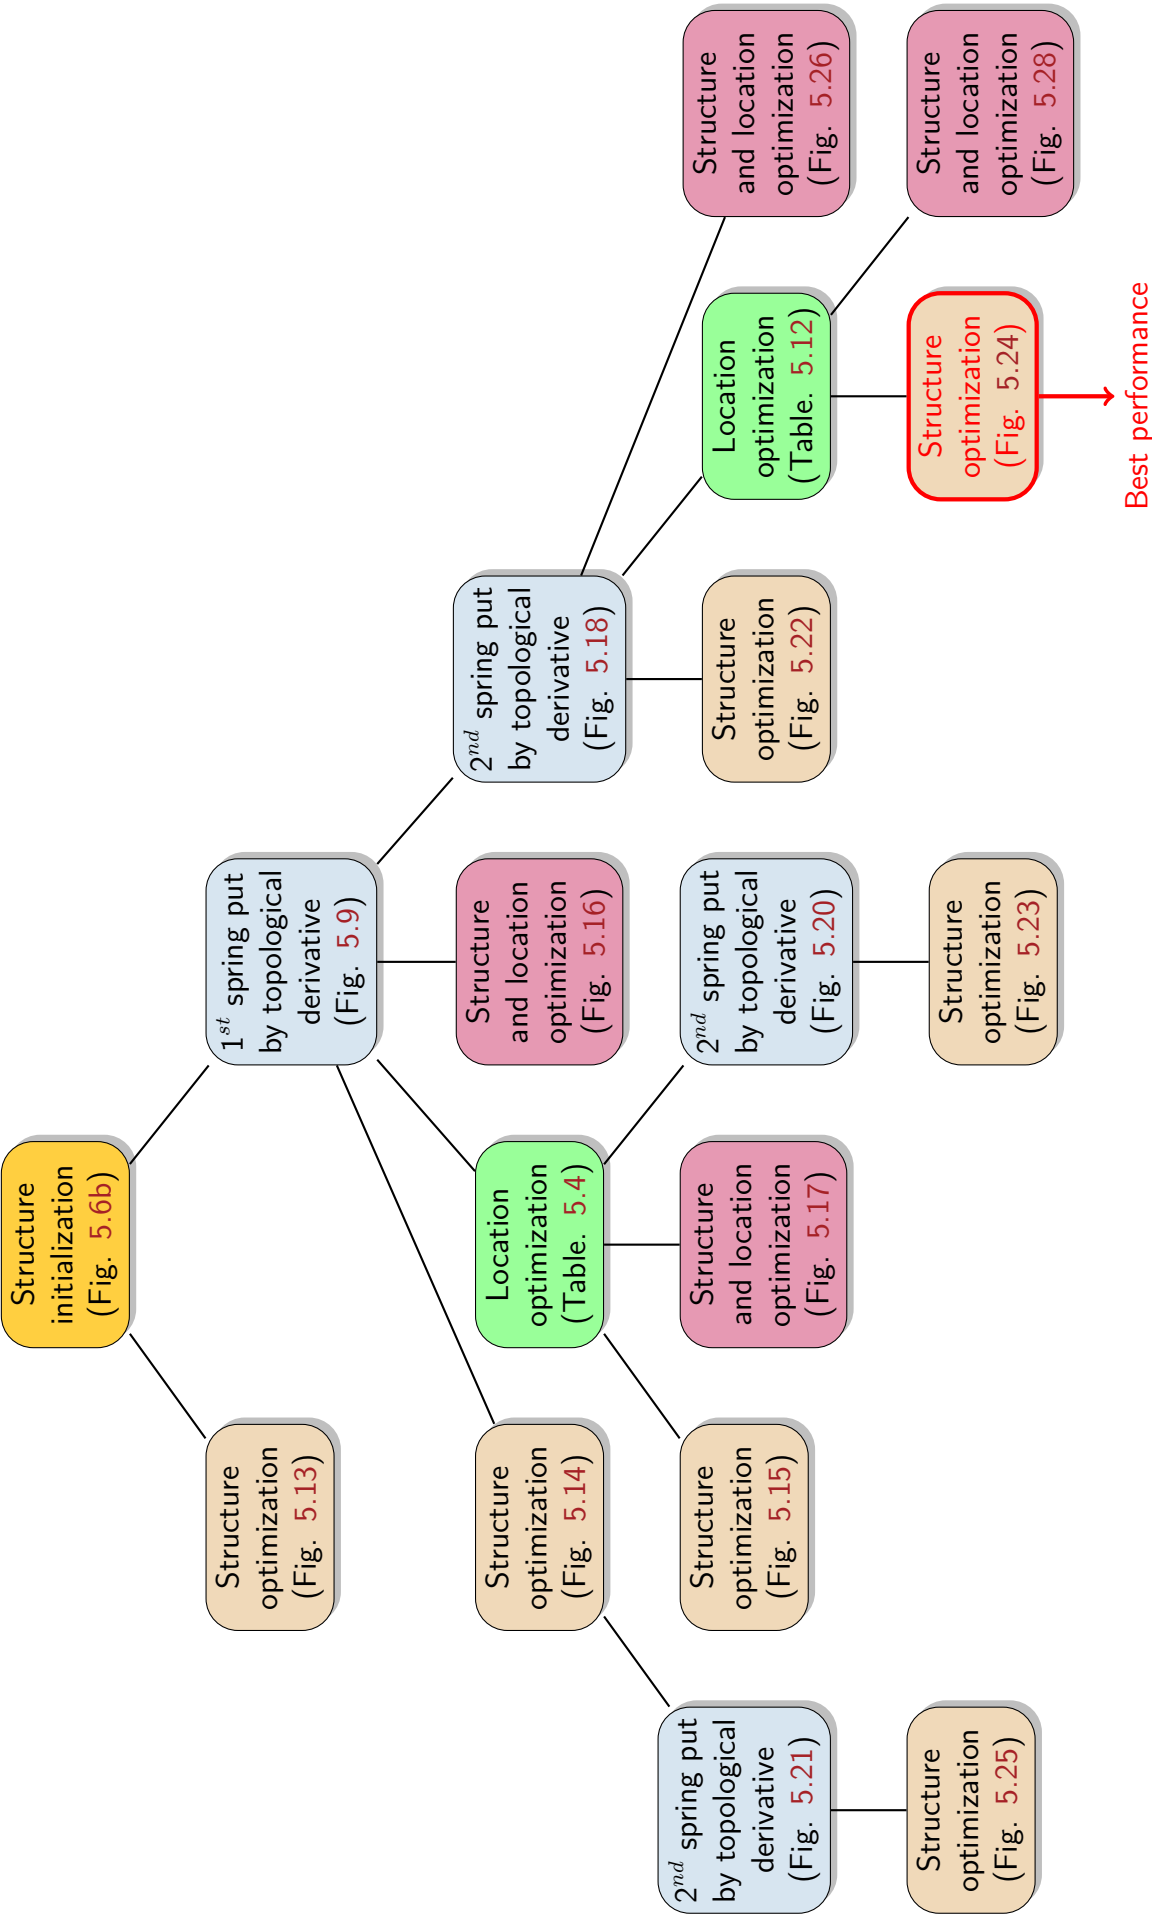 Structure
initialization
(Fig. 5.6b)
Structure
optimization
(Fig. 5.13)
1st spring put
by topological
derivative
(Fig. 5.9)
Structure
optimization
(Fig. 5.14)
Location
optimization
(Table. 5.4)
Structure
and location
optimization
(Fig. 5.16)
2nd spring put
by topological
derivative
(Fig. 5.18)
2nd spring put
by topological
derivative
(Fig. 5.21)
Structure
optimization
(Fig. 5.15)
Structure
and location
optimization
(Fig. 5.17)
2nd spring put
by topological
derivative
(Fig. 5.20)
Structure
optimization
(Fig. 5.22)
Location
optimization
(Table. 5.12)
Structure
and location
optimization
(Fig. 5.26)
Structure
optimization
(Fig. 5.25)
Structure
optimization
(Fig. 5.23)
Structure
optimization
(Fig. 5.24)
Structure
and location
optimization
(Fig. 5.28)
Best performance